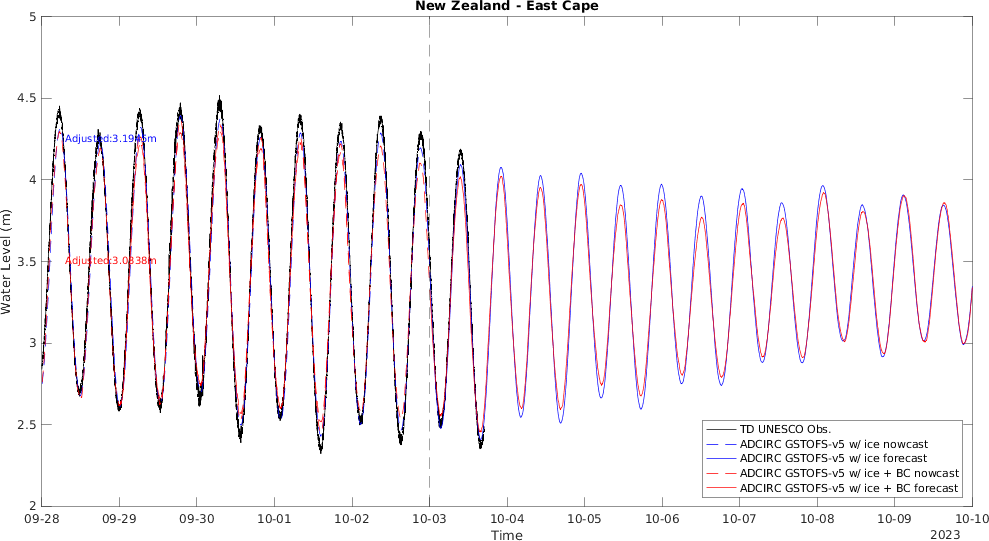 New Zealand - East Cape
5
4.5
4
3.5
3
2.5
2
Water Level (m)
Adjusted:3.1945m
Adjusted:3.0338m
TD UNESCO Obs.
ADCIRC GSTOFS-v5 w/ ice nowcast
ADCIRC GSTOFS-v5 w/ ice forecast
ADCIRC GSTOFS-v5 w/ ice + BC nowcast
ADCIRC GSTOFS-v5 w/ ice + BC forecast
09-28 09-29 09-30 10-01 10-02 10-03 10-04 10-05 10-06 10-07 10-08 10-09 10-10
Time
2023